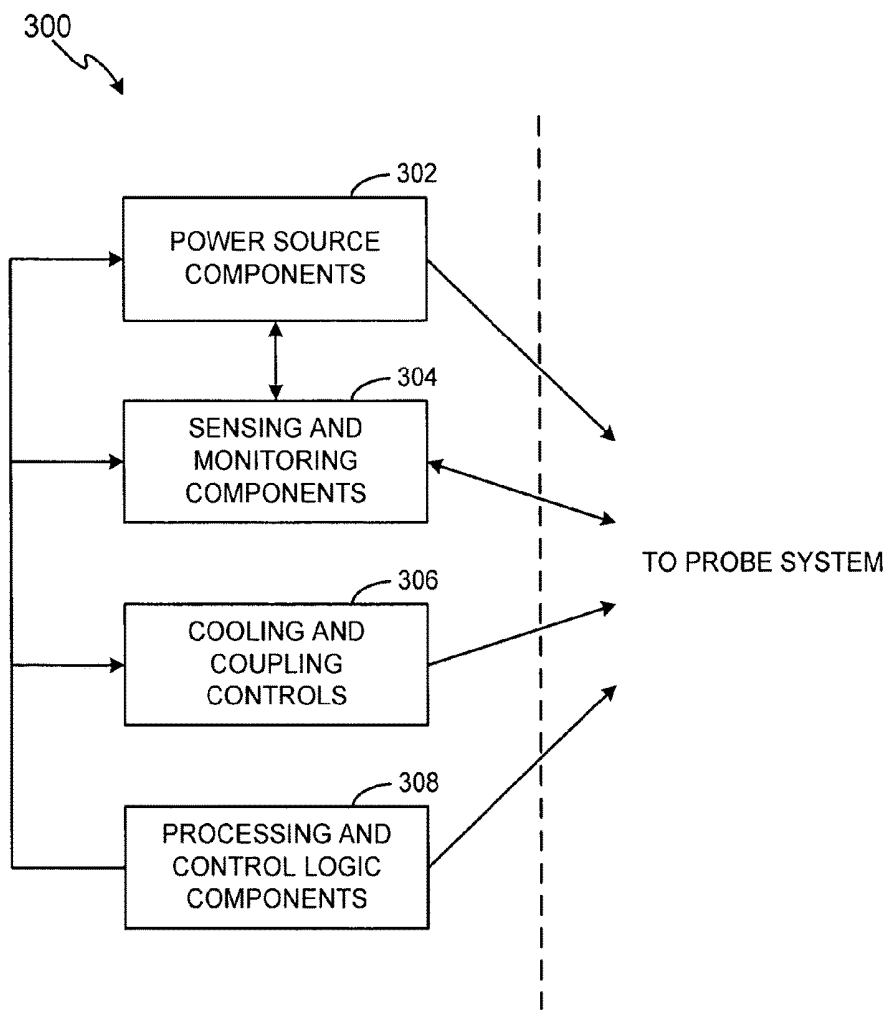 300
302
POWER SOURCE
COMPONENTS
304
SENSING AND
MONITORING
COMPONENTS
TO PROBE SYSTEM
306
COOLING AND
COUPLING
CONTROLS
308
PROCESSING AND
CONTROL LOGIC
COMPONENTS